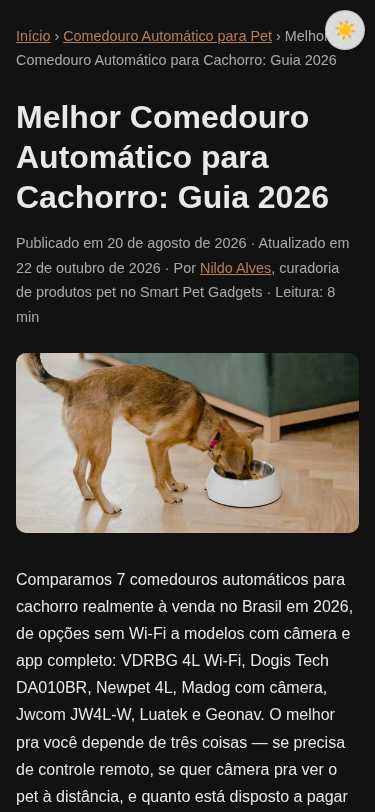 Início › Comedouro Automático para Pet › Melhor
Comedouro Automático para Cachorro: Guia 2026
Melhor Comedouro
Automático para
Cachorro: Guia 2026
Publicado em 20 de agosto de 2026 · Atualizado em
22 de outubro de 2026 · Por Nildo Alves, curadoria
de produtos pet no Smart Pet Gadgets · Leitura: 8
min
Comparamos 7 comedouros automáticos para
cachorro realmente à venda no Brasil em 2026,
de opções sem Wi-Fi a modelos com câmera e
app completo: VDRBG 4L Wi-Fi, Dogis Tech
DA010BR, Newpet 4L, Madog com câmera,
Jwcom JW4L-W, Luatek e Geonav. O melhor
pra você depende de três coisas — se precisa
de controle remoto, se quer câmera pra ver o
pet à distância, e quanto está disposto a pagar